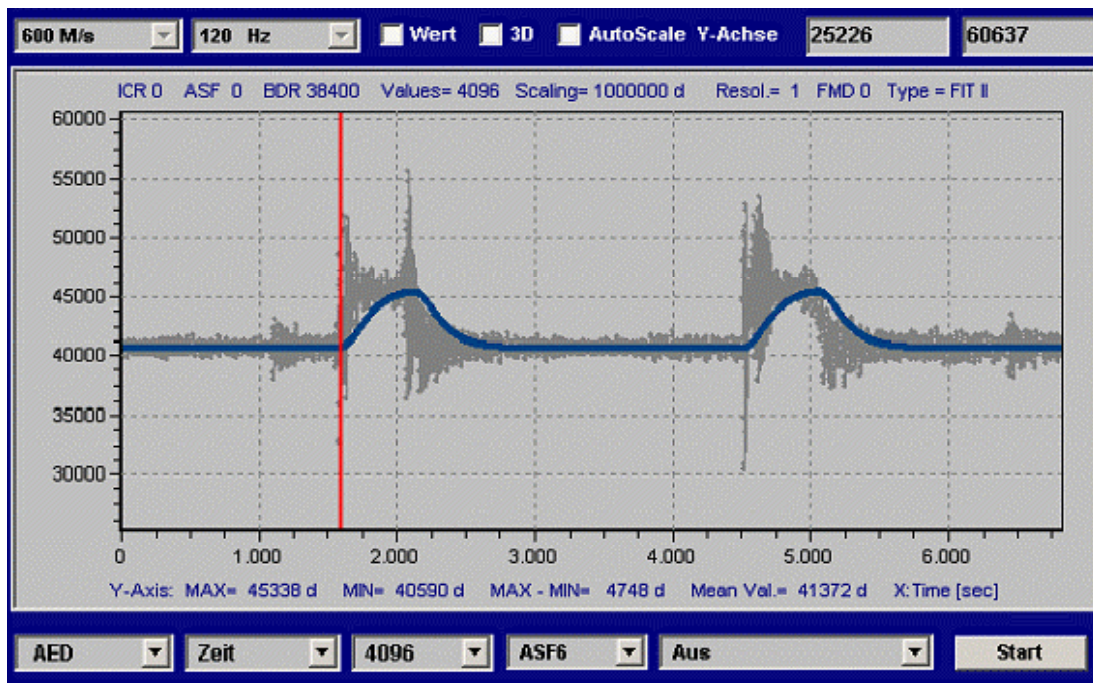 600 M/s 120 Hz Wert 3D AutoScale Y-Achse 25226 60637
ICR 0 ASF 0 BDR 38400 Values= 4096 Scaling= 1000000 d Resol.= 1 FMD 0 Type = FIT II
60000
55000
50000
45000
40000
35000
30000
0 1.000 2.000 3.000 4.000 5.000 6.000
Y-Axis: MAX= 45338 d MIN= 40590 d MAX - MIN= 4748 d Mean Val.= 41372 d X:Time [sec]
AED Zeit 4096 ASF6 Aus Start